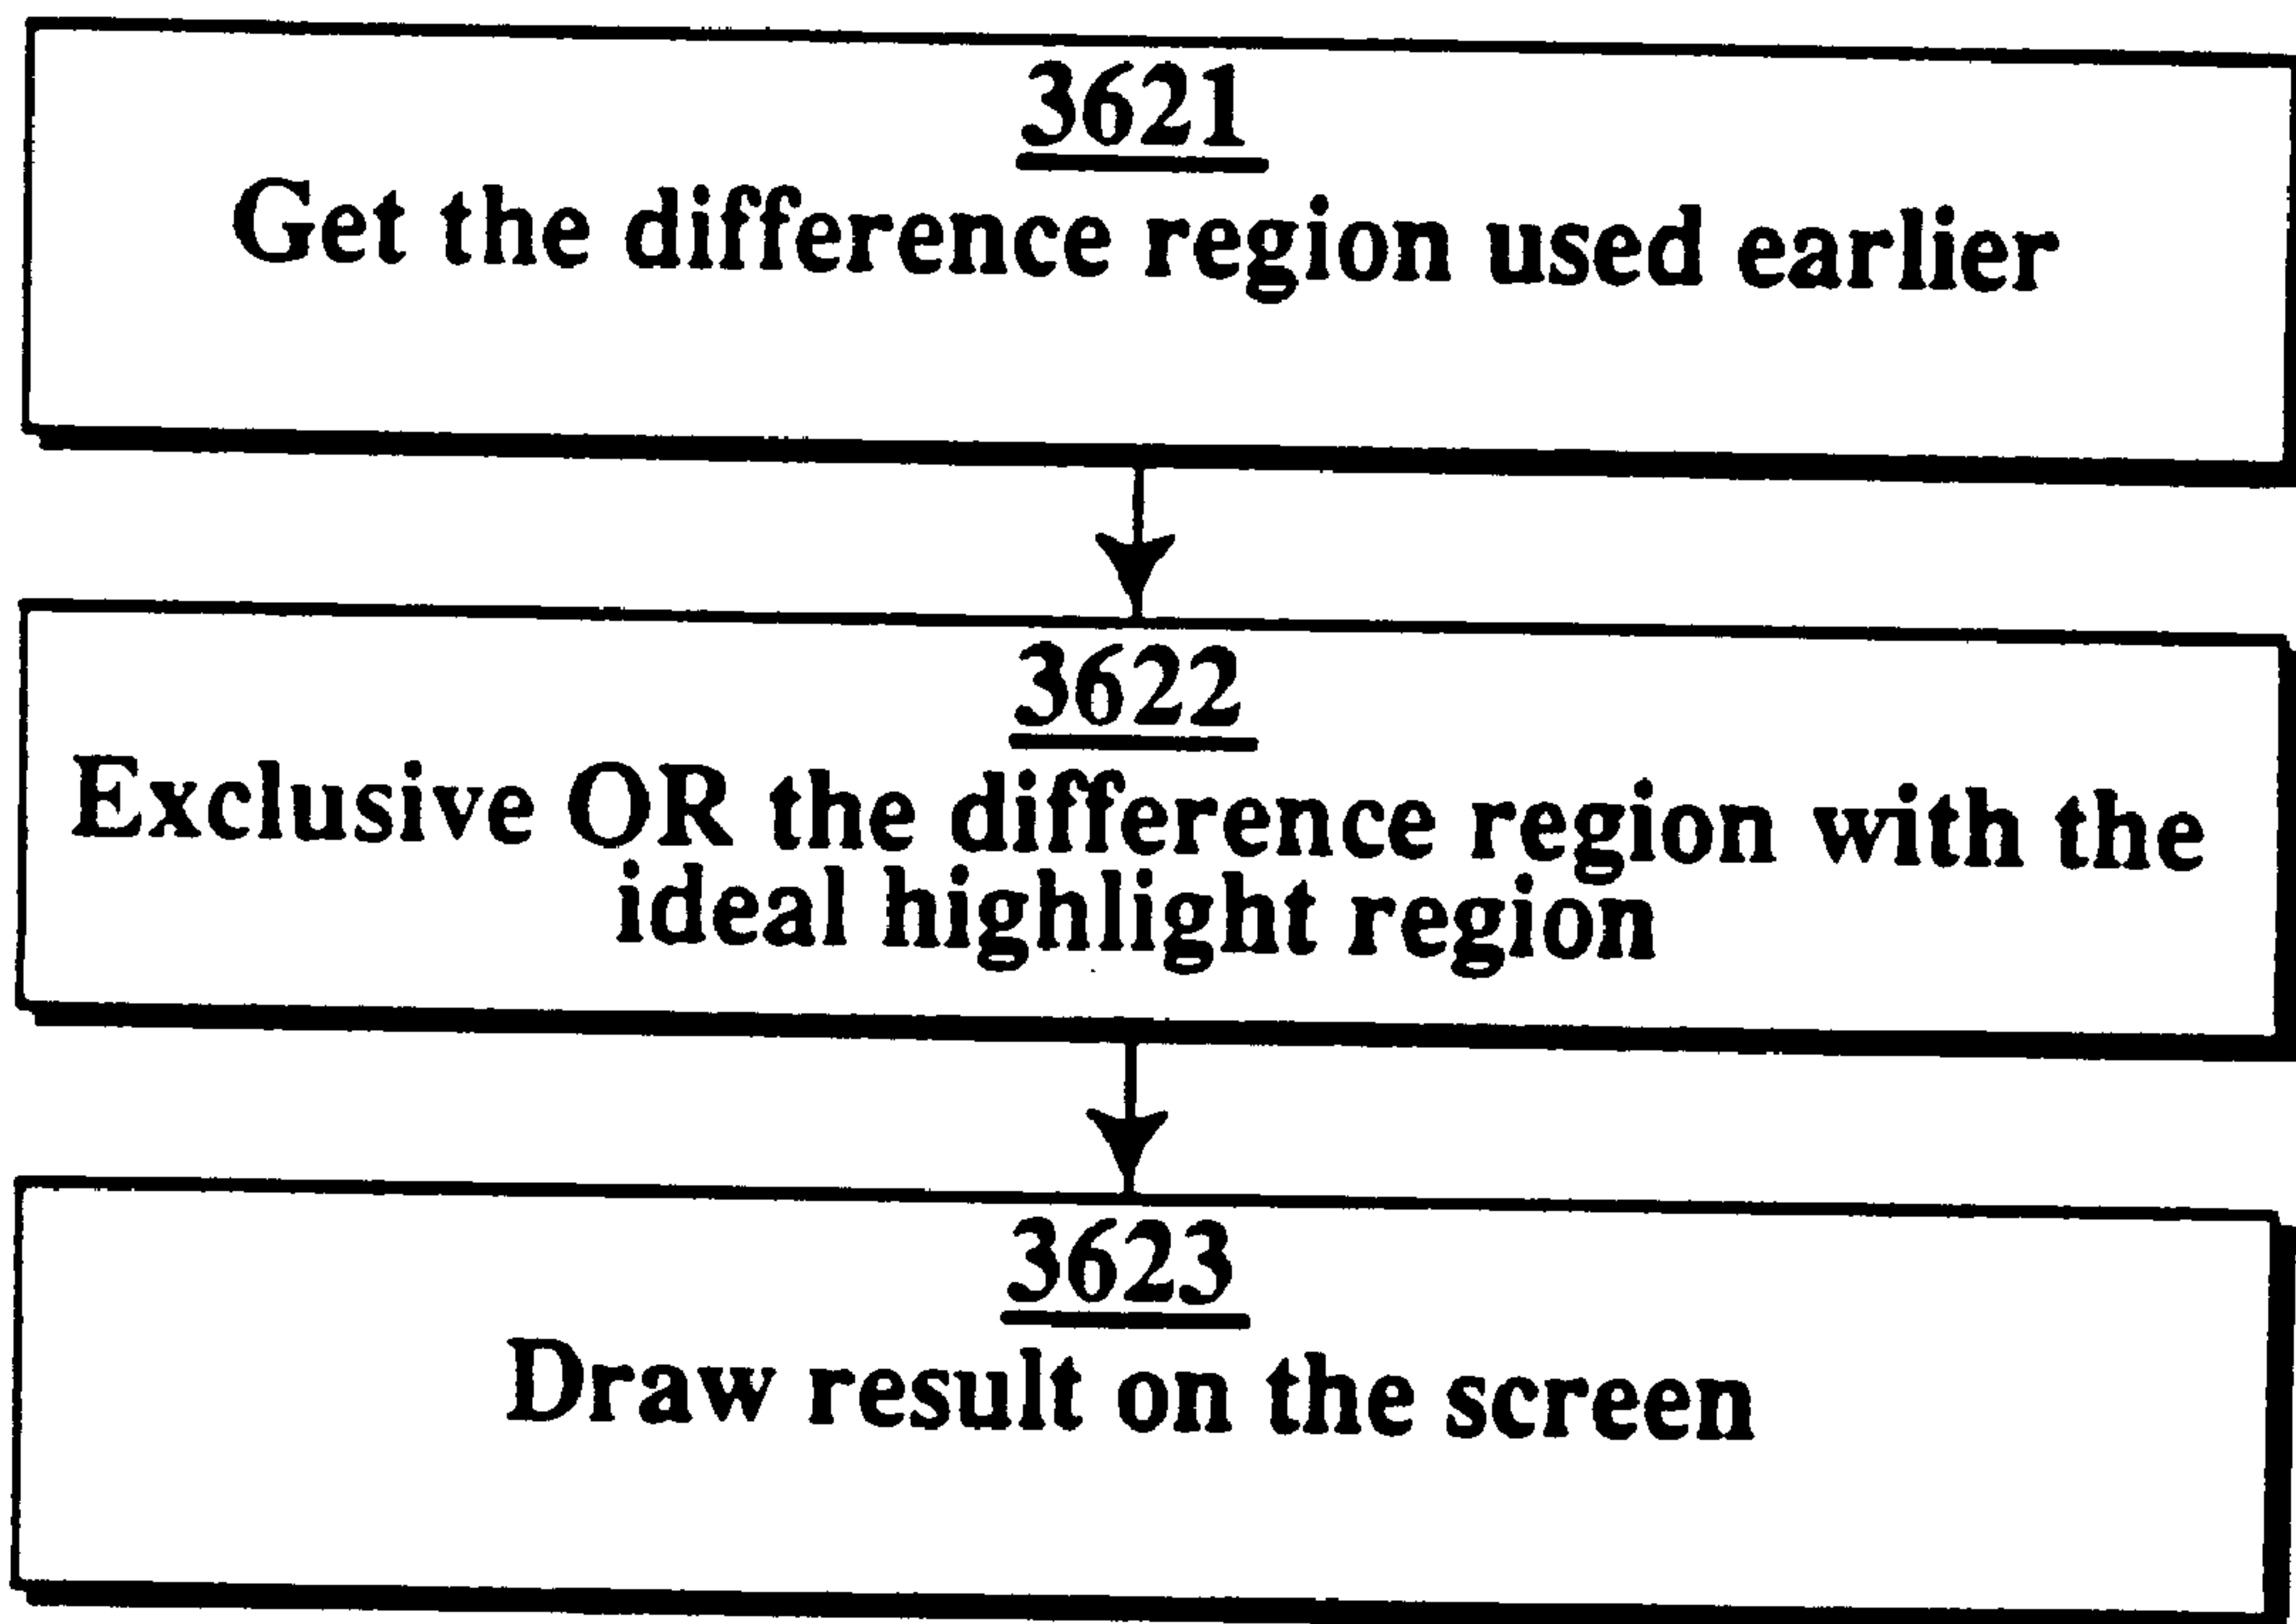 3621
Get the difference region used earlier
3622
Exclusive OR the difference region with the
ideal highlight region
3623
Draw result on the screen